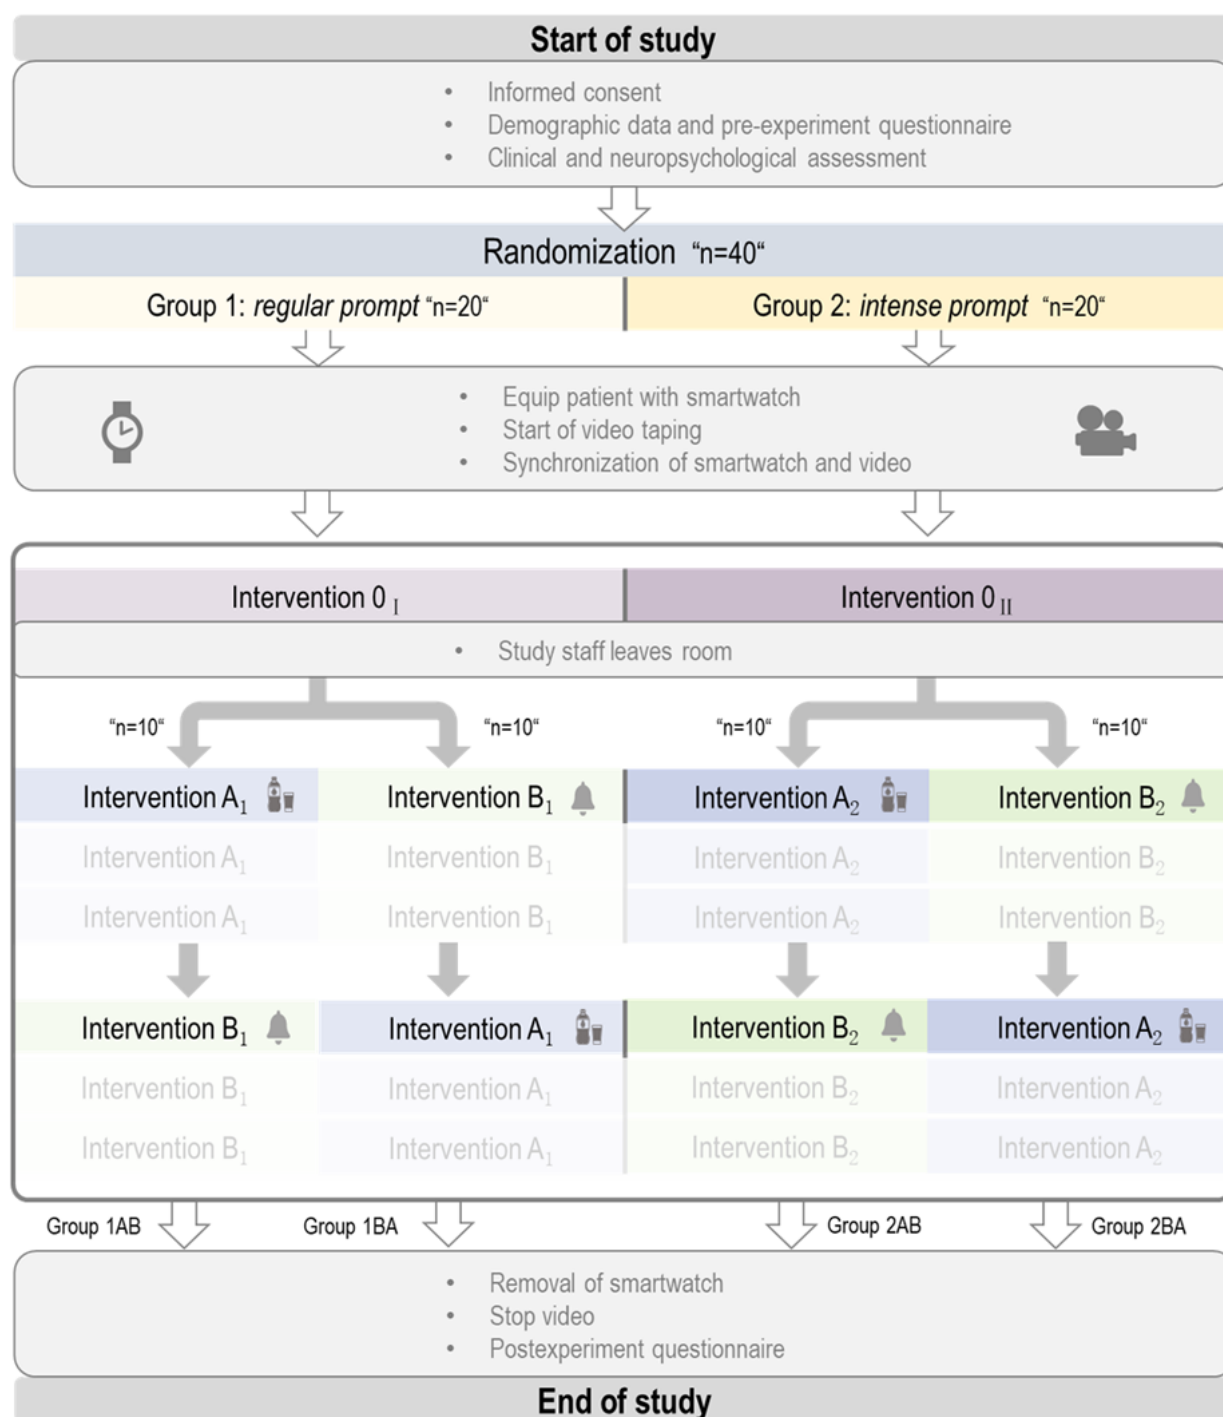 Start of study
• Informed consent
• Demographic data and pre-experiment questionnaire
• Clinical and neuropsychological assessment
Randomization “n=40“
Group 1: regular prompt “n=20“
Group 2: intense prompt “n=20“
• Equip patient with smartwatch
• Start of video taping
• Synchronization of smartwatch and video
Intervention 0 I
Intervention 0 II
• Study staff leaves room
“n=10“ “n=10“ “n=10“ “n=10“
Intervention A1 Intervention B1 Intervention A2 Intervention B2
Intervention A1 Intervention B1 Intervention A2 Intervention B2
Intervention A1 Intervention B1 Intervention A2 Intervention B2
Intervention B1 Intervention A1 Intervention B2 Intervention A2
Intervention B1 Intervention A1 Intervention B2 Intervention A2
Intervention B1 Intervention A1 Intervention B2 Intervention A2
Group 1AB Group 1BA Group 2AB Group 2BA
• Removal of smartwatch
• Stop video
• Postexperiment questionnaire
End of study